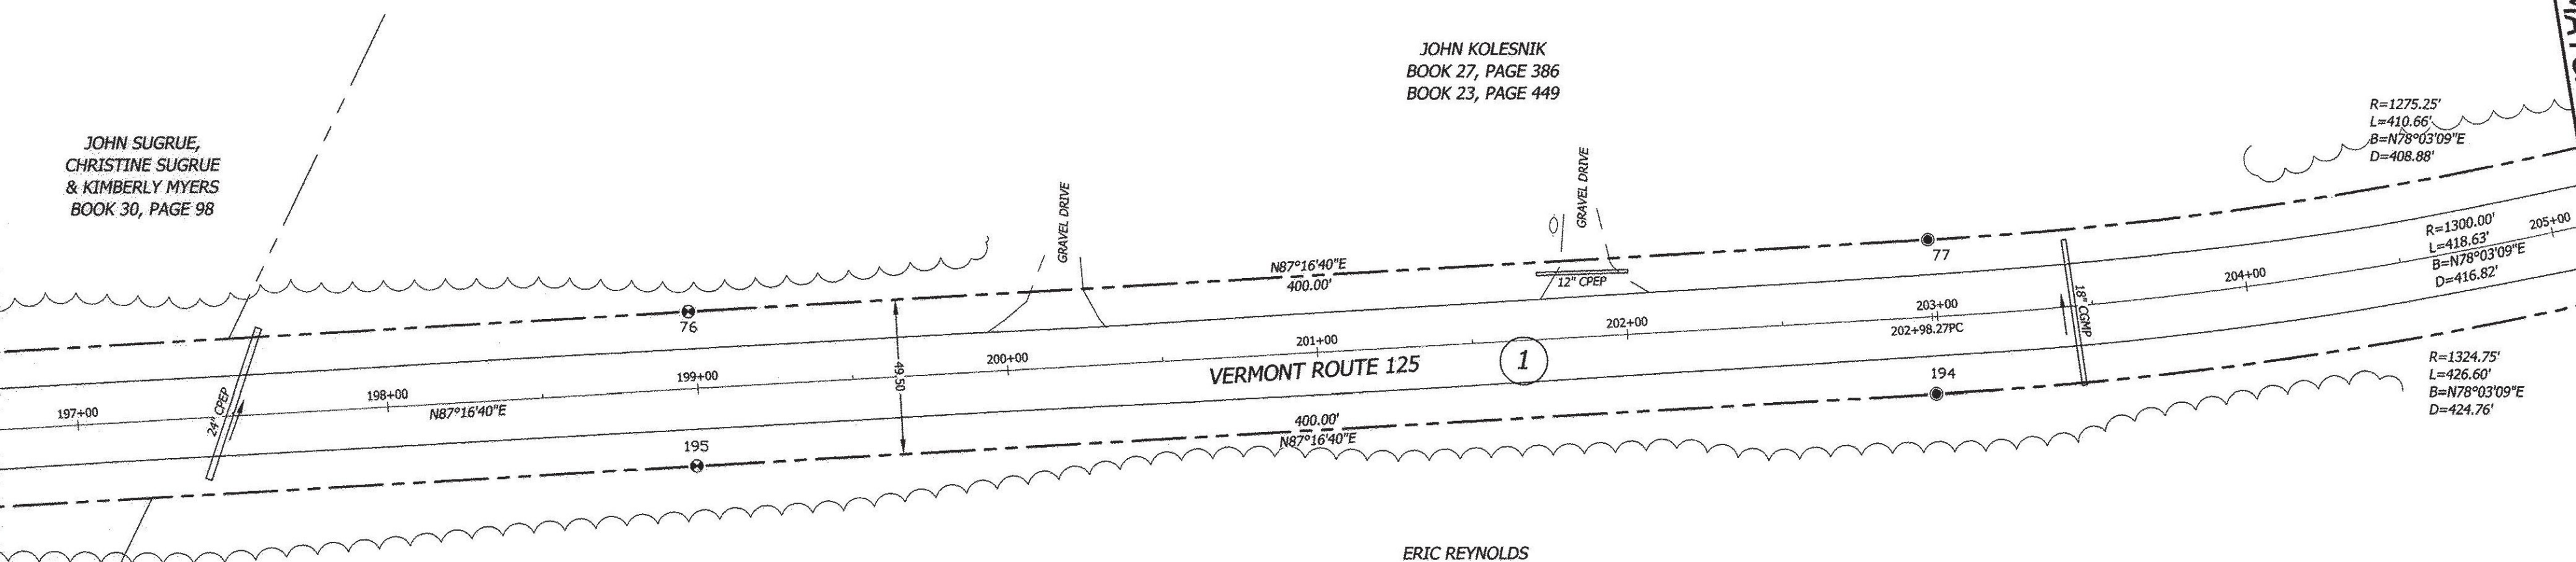 JOHN SUGRUE,
CHRISTINE SUGRUE
& KIMBERLY MYERS
BOOK 30, PAGE 98
JOHN KOLESNIK
BOOK 27, PAGE 386
BOOK 23, PAGE 449
R=1275.25'
L=410.66'
B=N78°03'09"E
D=408.88'
GRAVEL DRIVE
GRAVEL DRIVE
N87°16'40"E
400.00'
12" CPEP
76
77
R=1300.00'
L=418.63'
B=N78°03'09"E
D=416.82'
197+00
198+00
199+00
200+00
201+00
202+00
203+00
204+00
205+00
202+98.27PC
24" CPEP
N87°16'40"E
49.50
VERMONT ROUTE 125
1
18" CGMP
195
194
400.00'
N87°16'40"E
R=1324.75'
L=426.60'
B=N78°03'09"E
D=424.76'
ERIC REYNOLDS